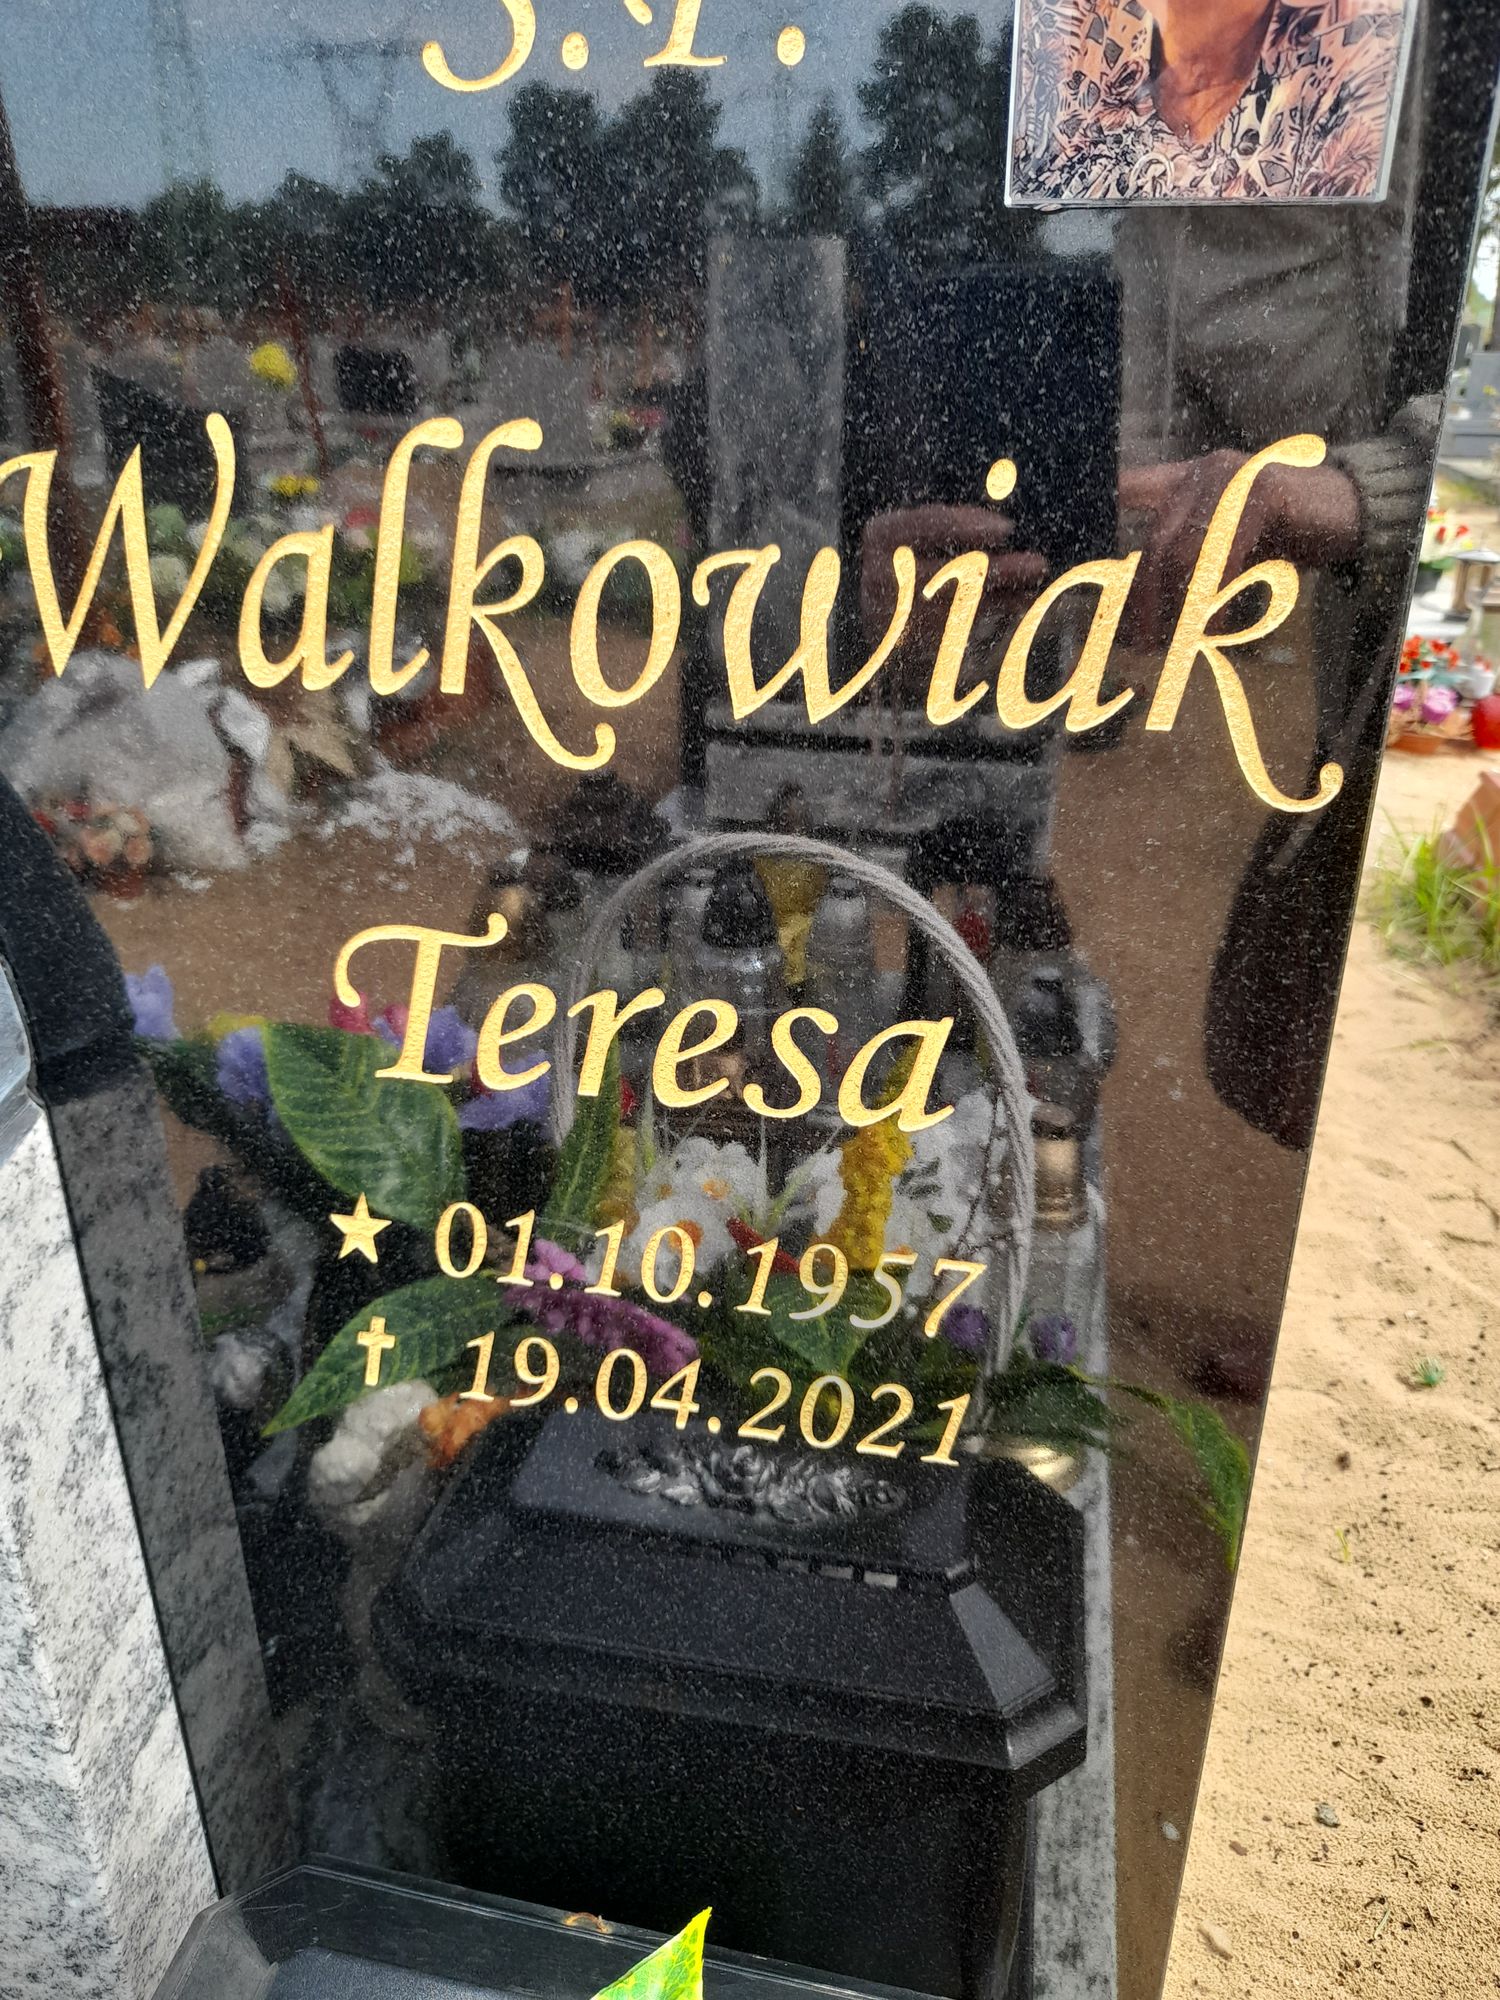 Ś.P.
Walkowiak
Teresa
★ 01.10.1957
✝ 19.04.2021